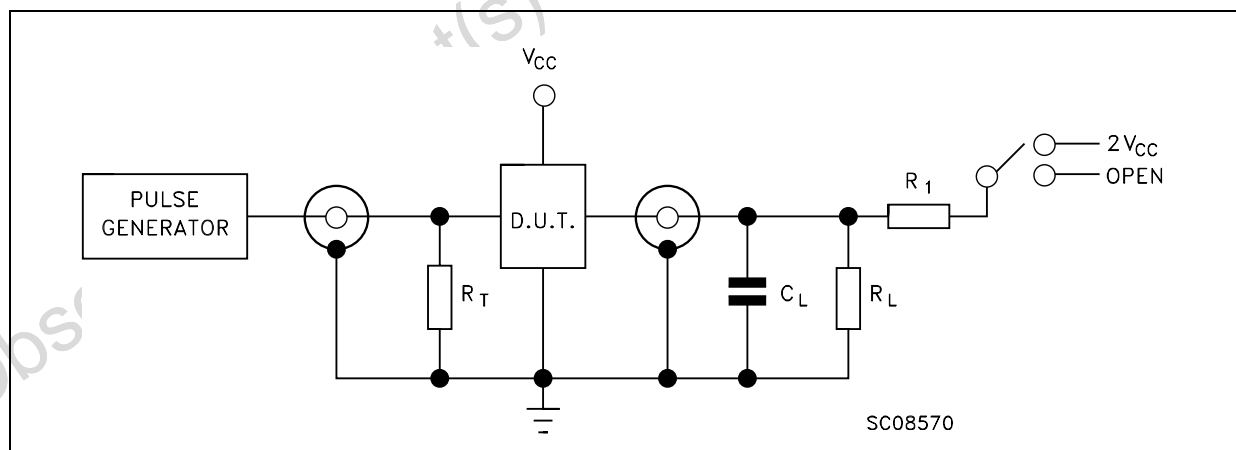 t(s)
VCC
PULSE
GENERATOR
D.U.T.
RT
CL
RL
R1
2VCC
OPEN
SC08570